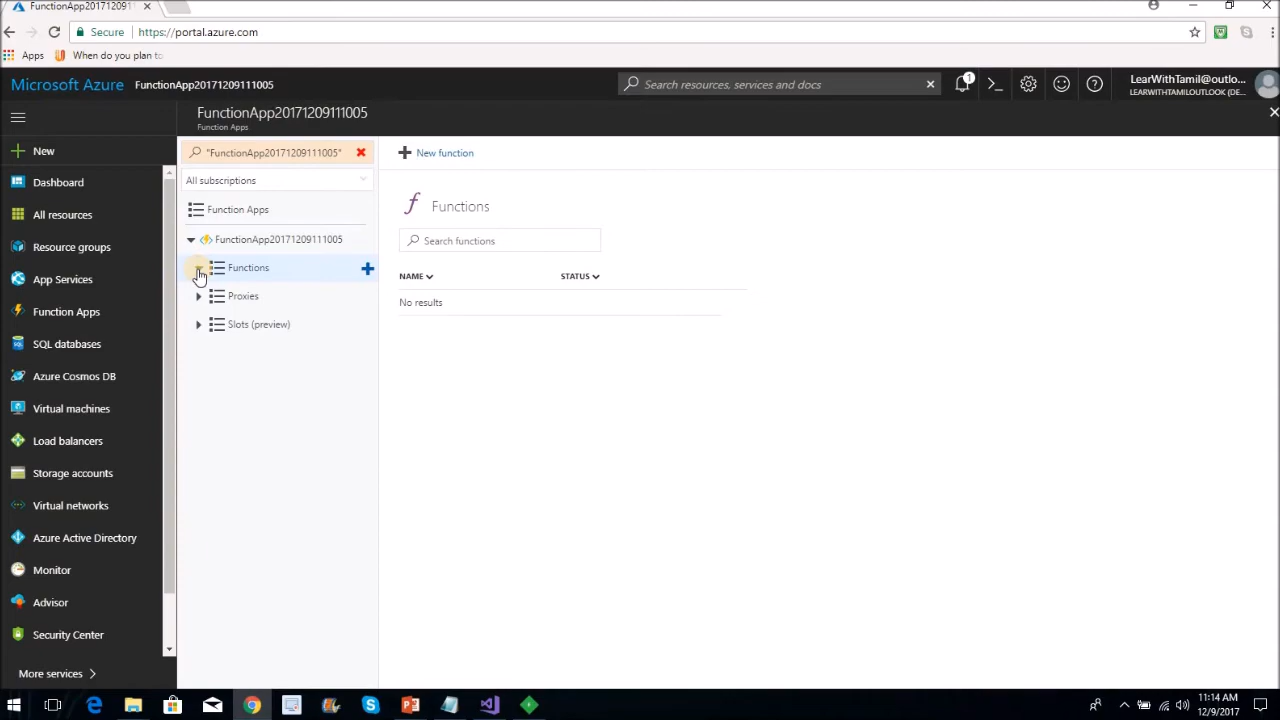 FunctionApp20171209111005
Secure
https://portal.azure.com
Apps
When do you plan to
Microsoft Azure
FunctionApp20171209111005
Search resources, services and docs
1
LearWithTamil@outlo...
LEARWITHTAMILOUTLOOK (DE...
FunctionApp20171209111005
Function Apps
New
Dashboard
All resources
Resource groups
App Services
Function Apps
SQL databases
Azure Cosmos DB
Virtual machines
Load balancers
Storage accounts
Virtual networks
Azure Active Directory
Monitor
Advisor
Security Center
More services
"FunctionApp20171209111005"
All subscriptions
Function Apps
FunctionApp20171209111005
Functions
Proxies
Slots (preview)
New function
Functions
Search functions
NAME
STATUS
No results
11:14 AM
12/9/2017